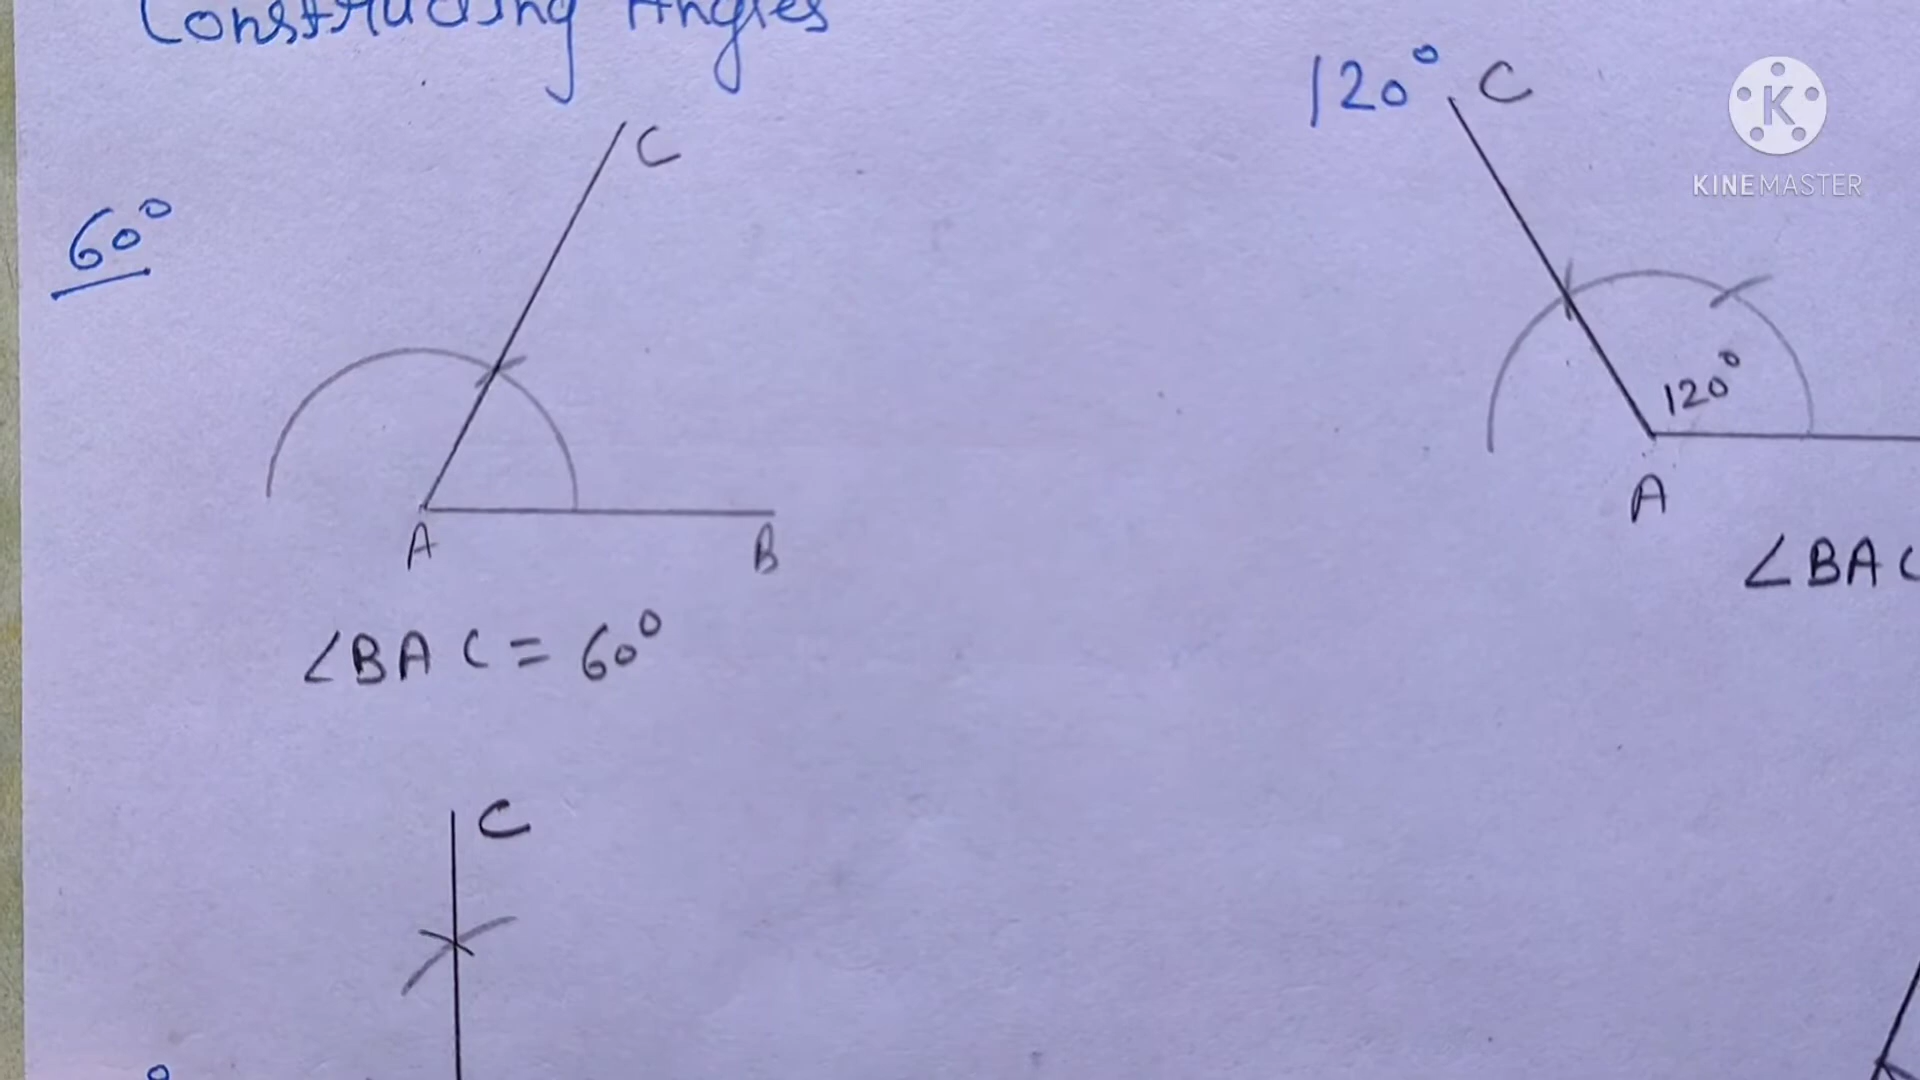 Constructing Angles
120° C
C
K
KINEMASTER
60°
120°
A
A B
∠BAC
∠BAC = 60°
C